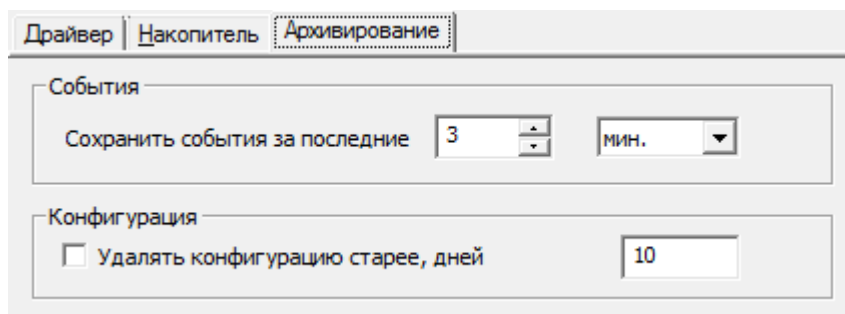 Драйвер Накопитель Архивирование
События
Сохранить события за последние 3 мин.
Конфигурация
Удалять конфигурацию старее, дней 10